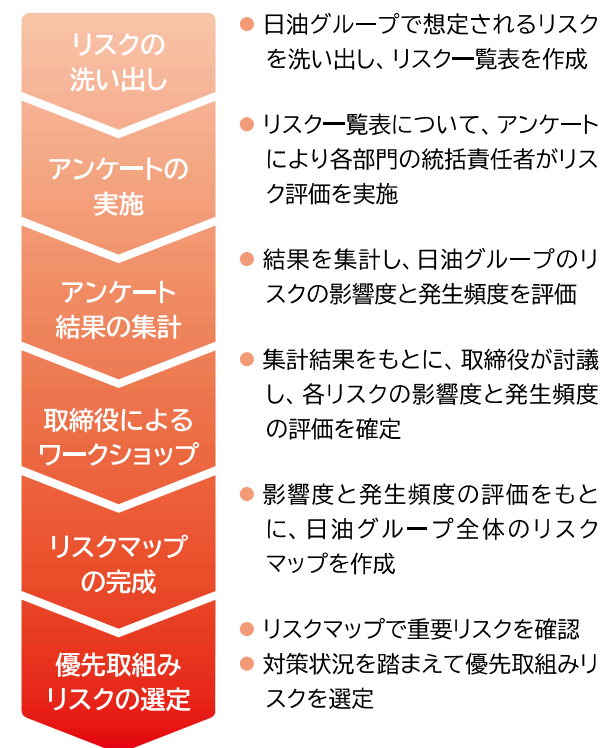 リスクの
洗い出し
● 日油グループで想定されるリスク
を洗い出し、リスク一覧表を作成
アンケートの
実施
● リスク一覧表について、アンケート
により各部門の統括責任者がリス
ク評価を実施
アンケート
結果の集計
● 結果を集計し、日油グループのリ
スクの影響度と発生頻度を評価
取締役による
ワークショップ
● 集計結果をもとに、取締役が討議
し、各リスクの影響度と発生頻度
の評価を確定
リスクマップ
の完成
● 影響度と発生頻度の評価をもと
に、日油グループ全体のリスク
マップを作成
優先取組み
リスクの選定
● リスクマップで重要リスクを確認
● 対策状況を踏まえて優先取組みリ
スクを選定